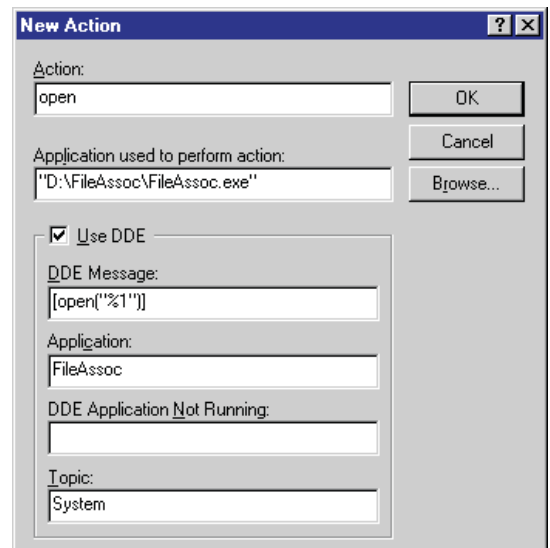 New Action
Action:
open
OK
Cancel
Application used to perform action:
"D:\FileAssoc\FileAssoc.exe"
Browse...
Use DDE
DDE Message:
[open("%1")]
Application:
FileAssoc
DDE Application Not Running:
Topic:
System